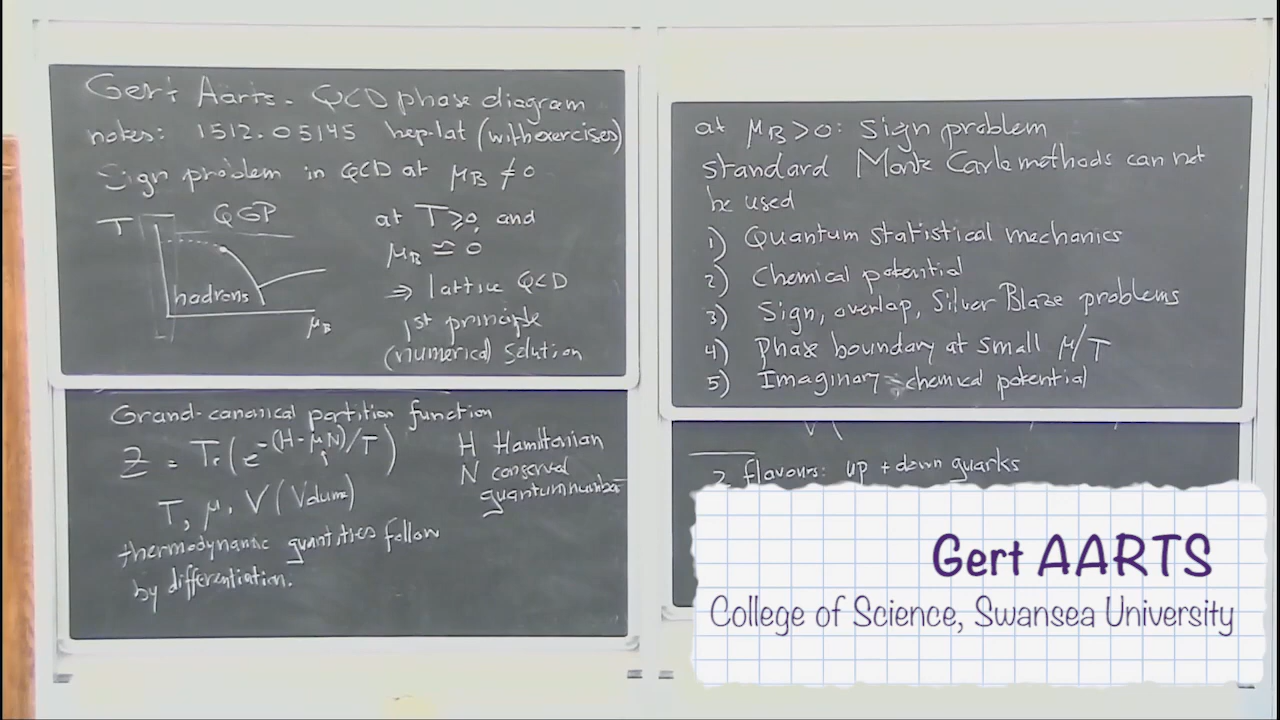 Gert Aarts - QCD phase diagram
notes: 1512.05145 hep-lat (with exercises)
Sign problem in QCD at μB ≠ 0
T
QGP
hadrons
μB
at T≥0, and
μB ≃ 0
⇒ lattice QCD
1st principle
(numerical) solution
Grand-canonical partition function
Z = Tr(e^-(H-μN)/T)
T, μ, V (Volume)
H Hamiltonian
N conserved
quantum number
thermodynamic quantities follow
by differentiation.
at μB>0: sign problem
standard Monte Carlo methods can not
be used
1) Quantum statistical mechanics
2) Chemical potential
3) Sign, overlap, Silver Blaze problems
4) Phase boundary at small μ/T
5) Imaginary chemical potential
2 flavours: up + down quarks
Gert AARTS
College of Science, Swansea University